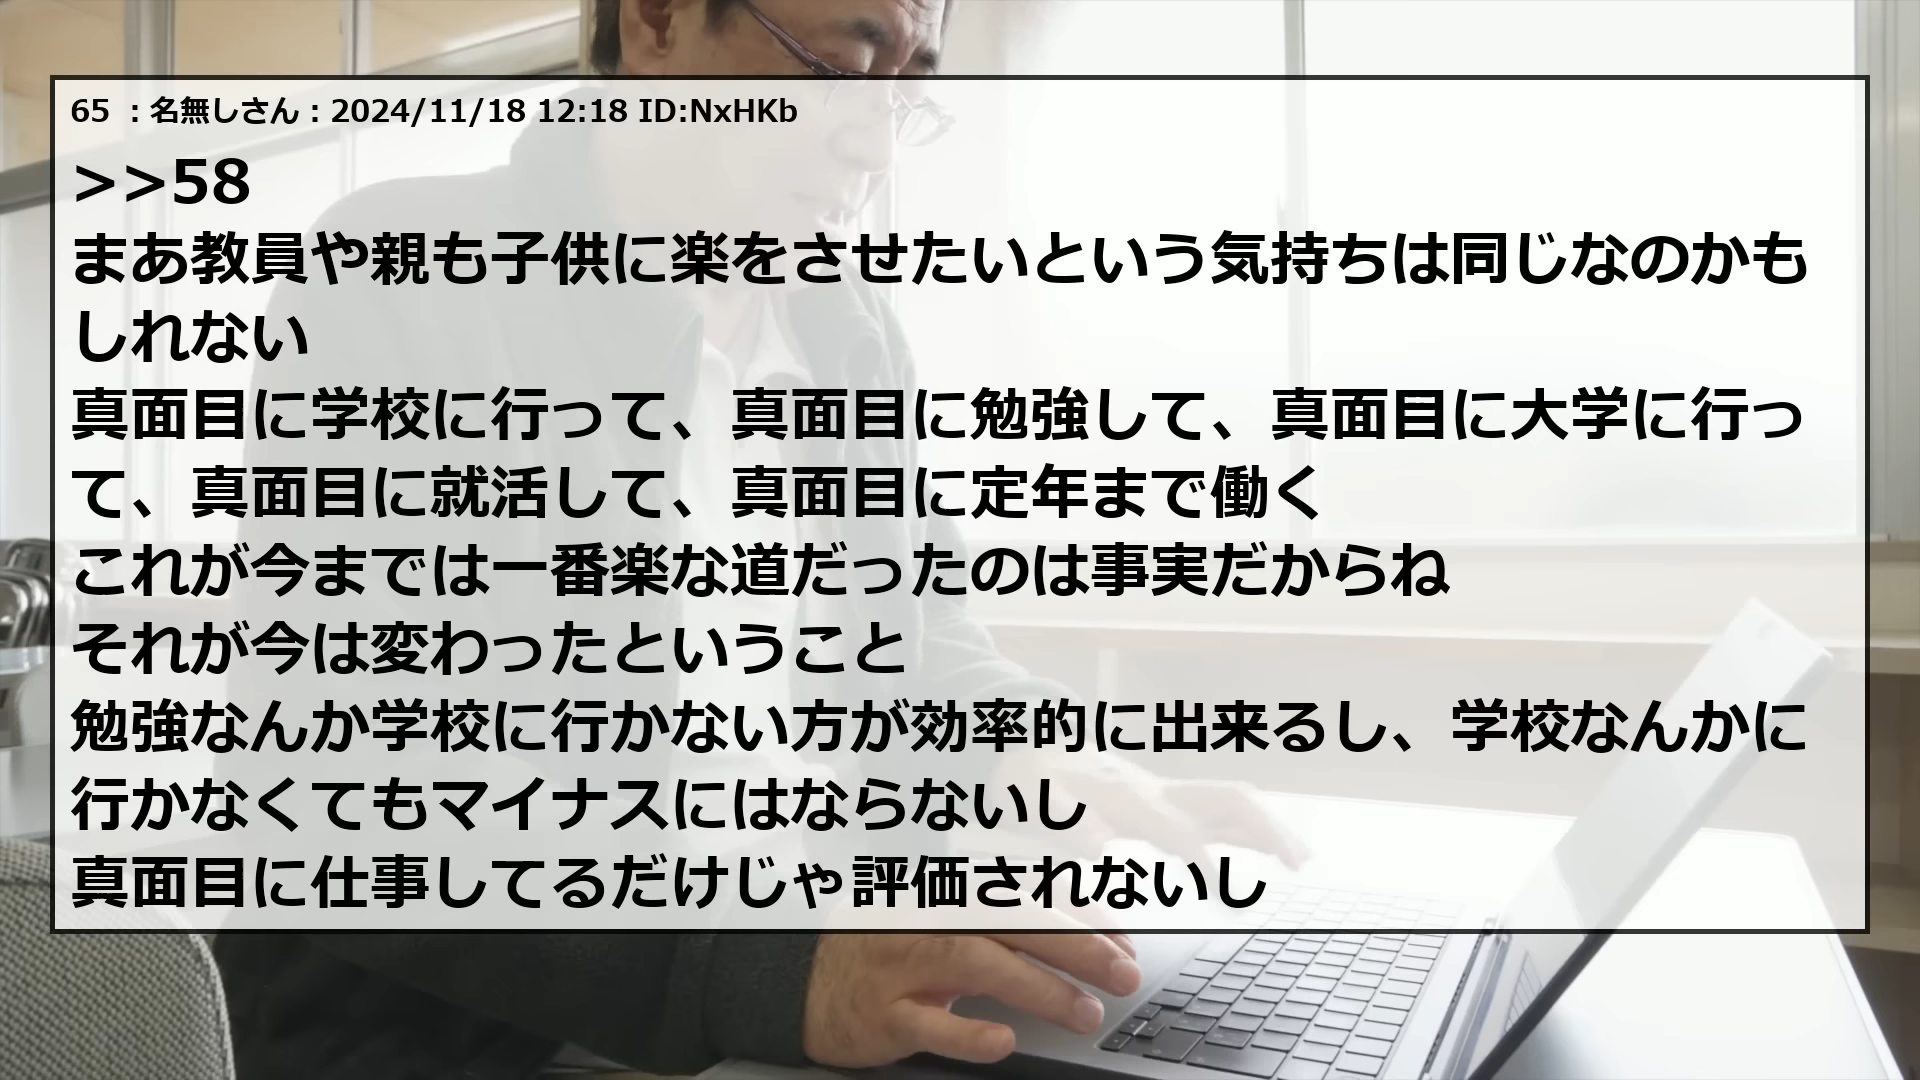 65 ：名無しさん：2024/11/18 12:18 ID:NxHKb
>>58
まあ教員や親も子供に楽をさせたいという気持ちは同じなのかも
しれない
真面目に学校に行って、真面目に勉強して、真面目に大学に行っ
て、真面目に就活して、真面目に定年まで働く
これが今までは一番楽な道だったのは事実だからね
それが今は変わったということ
勉強なんか学校に行かない方が効率的に出来るし、学校なんかに
行かなくてもマイナスにはならないし
真面目に仕事してるだけじゃ評価されないし